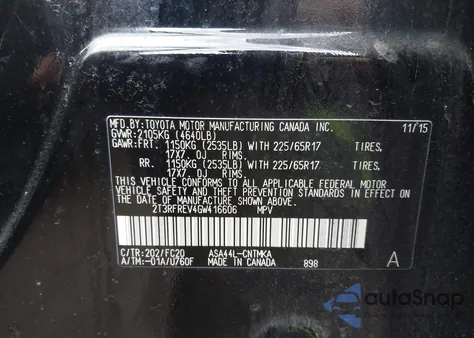 MFD.BY:TOYOTA MOTOR MANUFACTURING CANADA INC. 11/15
GVWR:2105KG (4640LB)
GAWR:FRT. 1150KG (2535LB) WITH 225/65R17 TIRES,
17X7. OJ RIMS.
RR. 1150KG (2535LB) WITH 225/65R17 TIRES,
17X7. OJ RIMS.
THIS VEHICLE CONFORMS TO ALL APPLICABLE FEDERAL MOTOR
VEHICLE SAFETY AND THEFT PREVENTION STANDARDS IN EFFECT
ON THE DATE OF MANUFACTURE SHOWN ABOVE.
2T3RFREV4GW416606 MPV
C/TR:202/FC20 ASA44L-CNTMKA
A/TM:-01A/U760F MADE IN CANADA 898 A
autoSnap